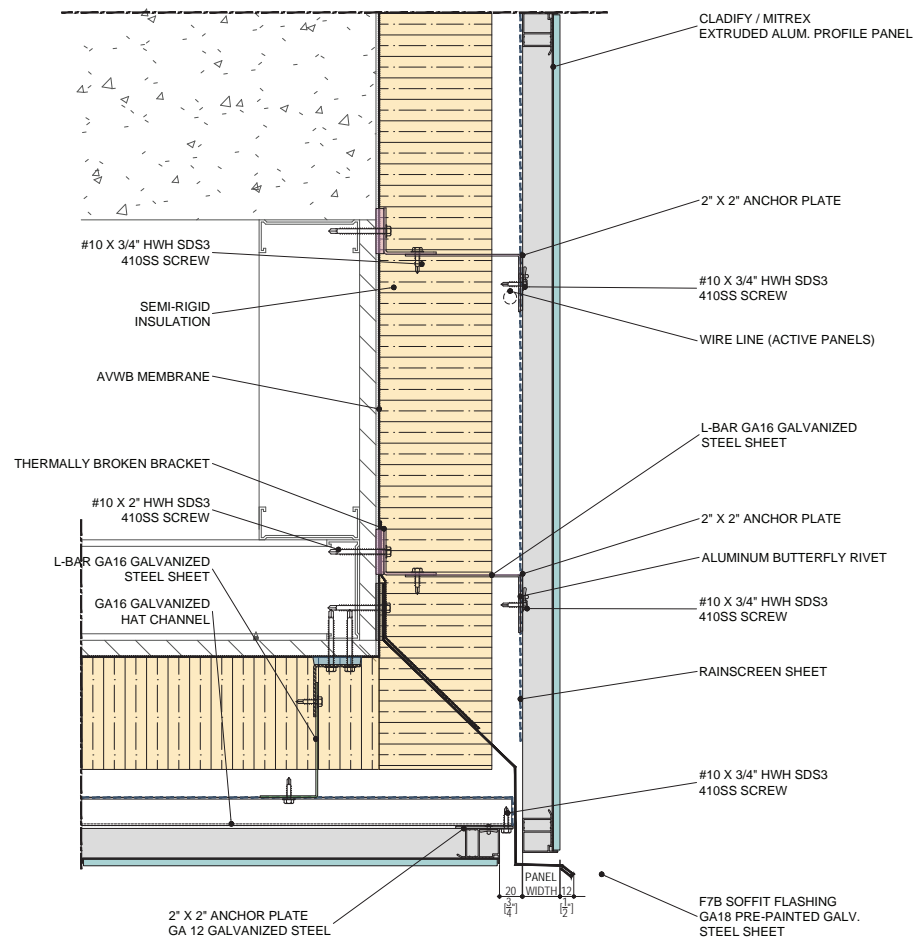 CLADIFY / MITREX
EXTRUDED ALUM. PROFILE PANEL
2" X 2" ANCHOR PLATE
#10 X 3/4" HWH SDS3
410SS SCREW
#10 X 3/4" HWH SDS3
410SS SCREW
SEMI-RIGID
INSULATION
WIRE LINE (ACTIVE PANELS)
AVWB MEMBRANE
L-BAR GA16 GALVANIZED
STEEL SHEET
THERMALLY BROKEN BRACKET
#10 X 2" HWH SDS3
410SS SCREW
2" X 2" ANCHOR PLATE
L-BAR GA16 GALVANIZED
STEEL SHEET
ALUMINUM BUTTERFLY RIVET
GA16 GALVANIZED
HAT CHANNEL
#10 X 3/4" HWH SDS3
410SS SCREW
RAINSCREEN SHEET
#10 X 3/4" HWH SDS3
410SS SCREW
20
[3/4"]
PANEL
WIDTH
12
[1/2"]
2" X 2" ANCHOR PLATE
GA 12 GALVANIZED STEEL
F7B SOFFIT FLASHING
GA18 PRE-PAINTED GALV.
STEEL SHEET